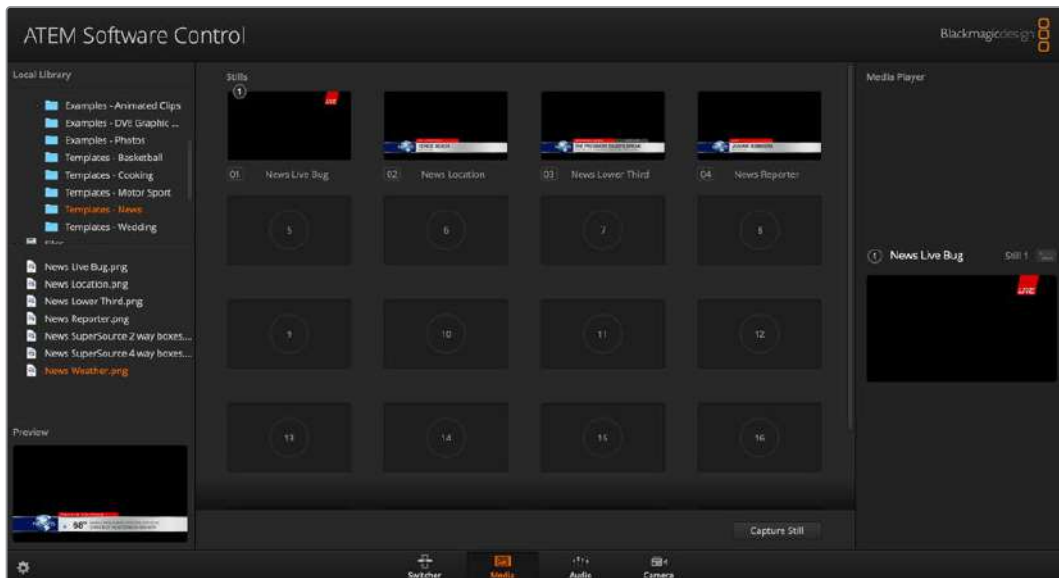 ATEM Software Control
Blackmagicdesign
Local Library
Examples - Animated Clips
Examples - DVE Graphic ...
Examples - Photos
Templates - Basketball
Templates - Cooking
Templates - Motor Sport
Templates - News
Templates - Wedding
News Live Bug.png
News Location.png
News Lower Third.png
News Reporter.png
News SuperSource 2 way boxes....
News SuperSource 4 way boxes....
News Weather.png
Preview
68°
Stills
1
LIVE
01 News Live Bug
02 News Location
03 News Lower Third
04 News Reporter
5 6 7 8
9 10 11 12
13 14 15 16
Capture Still
Media Player
1 News Live Bug Still 1
LIVE
Switcher Media Audio Camera